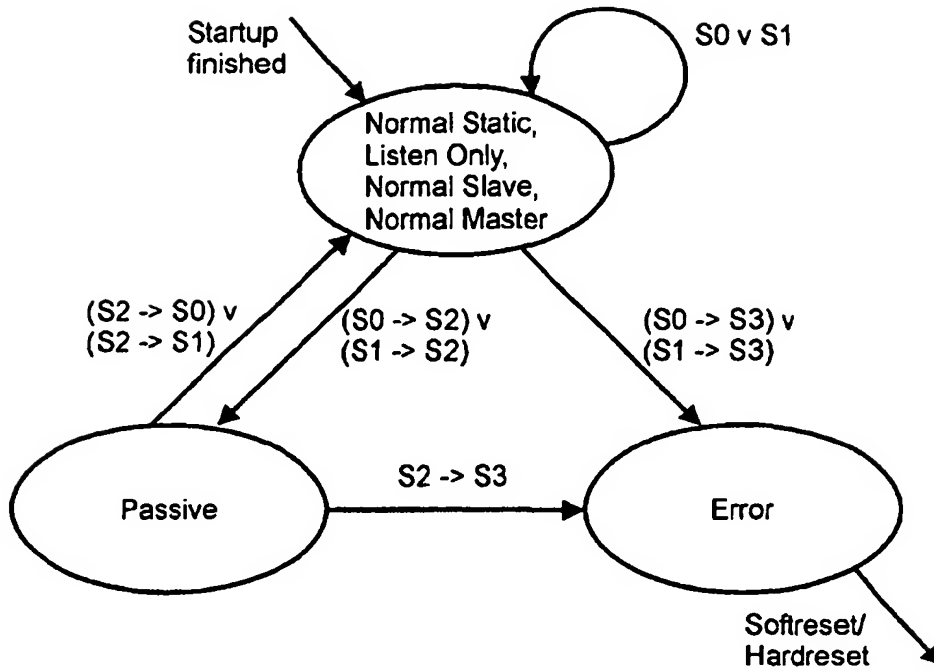 Startup
finished
S0 v S1
Normal Static,
Listen Only,
Normal Slave,
Normal Master
(S2 -> S0) v
(S2 -> S1)
(S0 -> S2) v
(S1 -> S2)
(S0 -> S3) v
(S1 -> S3)
S2 -> S3
Passive
Error
Softreset/
Hardreset